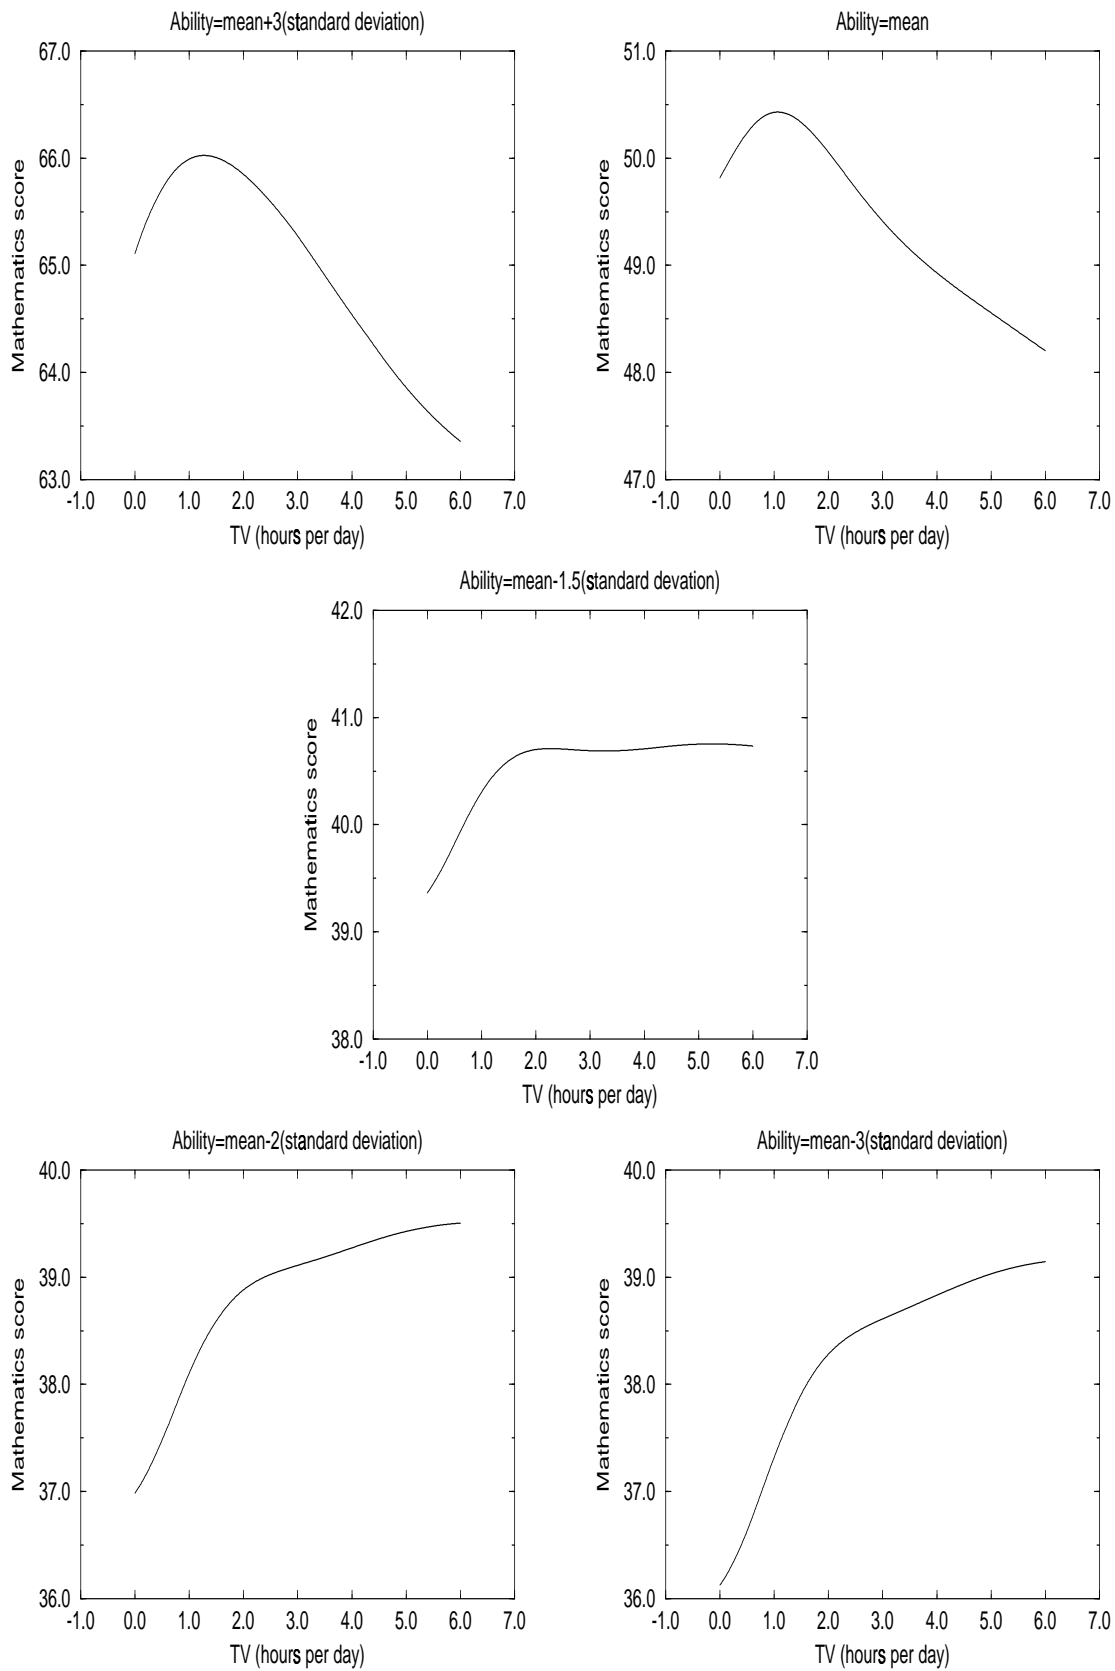 Ability=mean+3(standard deviation)
67.0
66.0
65.0
64.0
63.0
Mathematics score
-1.0 0.0 1.0 2.0 3.0 4.0 5.0 6.0 7.0
TV (hours per day)
Ability=mean
51.0
50.0
49.0
48.0
47.0
Mathematics score
-1.0 0.0 1.0 2.0 3.0 4.0 5.0 6.0 7.0
TV (hours per day)
Ability=mean-1.5(standard devation)
42.0
41.0
40.0
39.0
38.0
Mathematics score
-1.0 0.0 1.0 2.0 3.0 4.0 5.0 6.0 7.0
TV (hours per day)
Ability=mean-2(standard deviation)
40.0
39.0
38.0
37.0
36.0
Mathematics score
-1.0 0.0 1.0 2.0 3.0 4.0 5.0 6.0 7.0
TV (hours per day)
Ability=mean-3(standard deviation)
40.0
39.0
38.0
37.0
36.0
Mathematics score
-1.0 0.0 1.0 2.0 3.0 4.0 5.0 6.0 7.0
TV (hours per day)